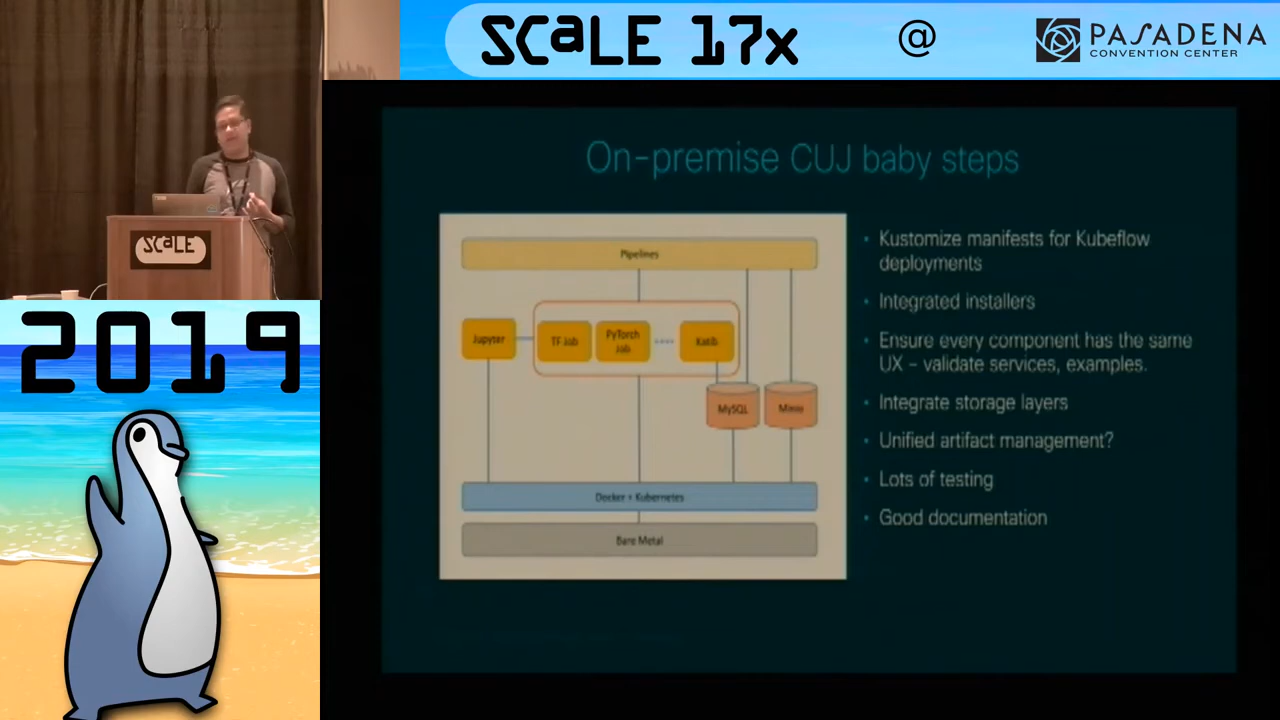 SCaLE 17x
@
PASADENA
CONVENTION CENTER
SCALE
2019
On-premise CUJ baby steps
Pipelines
Jupyter
TF Job
PyTorch
Job
Katib
MySQL
Minio
Docker + Kubernetes
Bare Metal
• Kustomize manifests for Kubeflow
deployments
• Integrated installers
• Ensure every component has the same
UX – validate services, examples.
• Integrate storage layers
• Unified artifact management?
• Lots of testing
• Good documentation